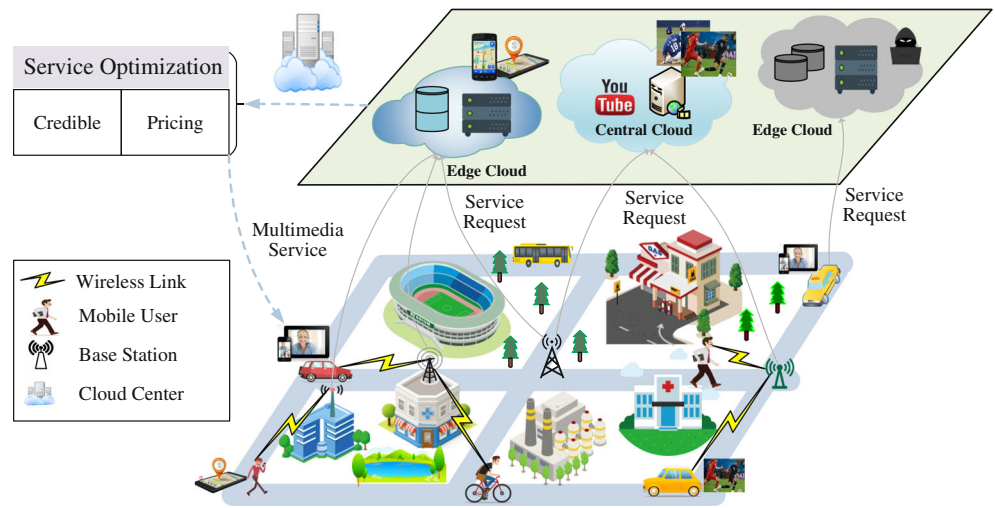 Service Optimization
Credible
Pricing
You
Tube
Central Cloud
Edge Cloud
Edge Cloud
Service
Request
Service
Request
Service
Request
Multimedia
Service
Wireless Link
Mobile User
Base Station
Cloud Center
18